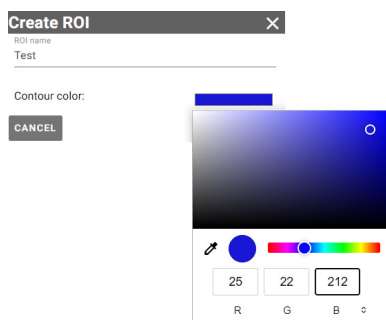 Create ROI
ROI name
Test
Contour color:
CANCEL
25 22 212
R G B